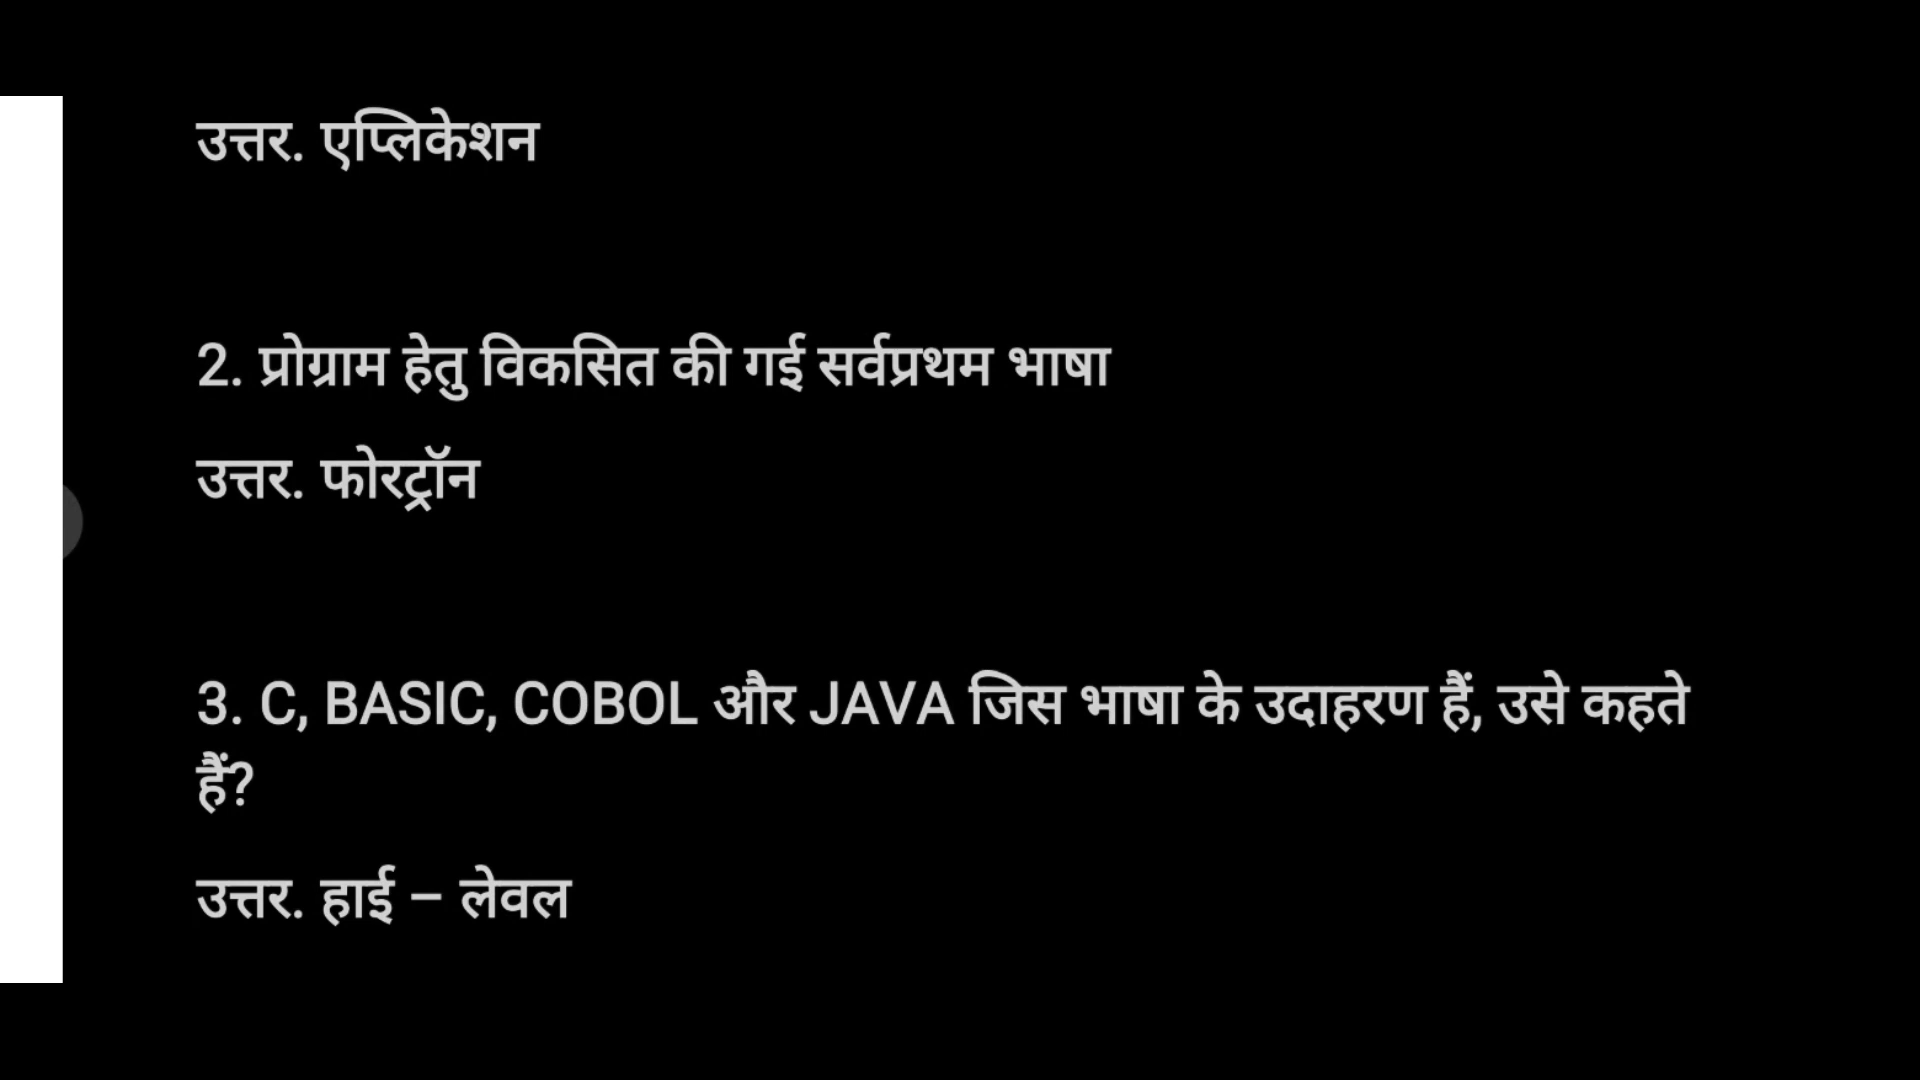 उत्तर. एप्लिकेशन
2. प्रोग्राम हेतु विकसित की गई सर्वप्रथम भाषा
उत्तर. फोरट्रॉन
3. C, BASIC, COBOL और JAVA जिस भाषा के उदाहरण हैं, उसे कहते
हैं?
उत्तर. हाई – लेवल